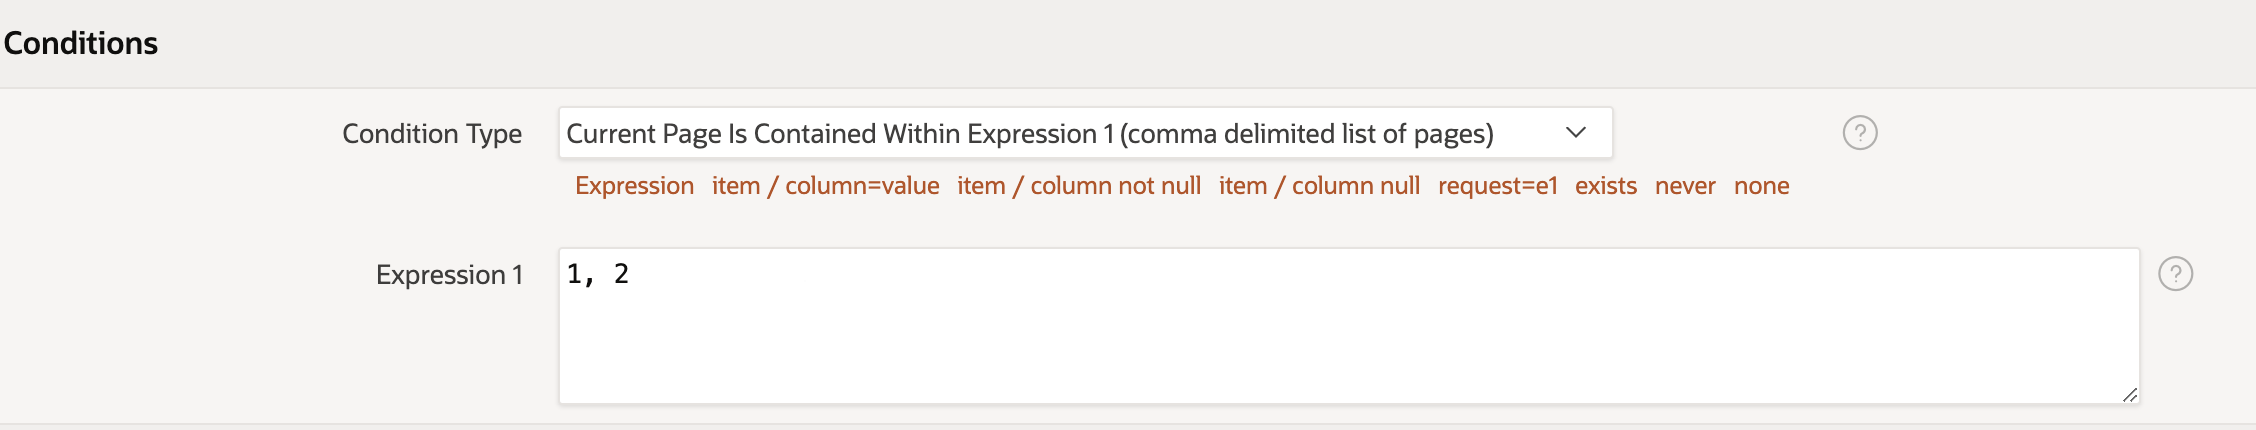 Conditions
Condition Type Current Page Is Contained Within Expression 1 (comma delimited list of pages) ?
Expression item / column=value item / column not null item / column null request=e1 exists never none
Expression 1 1, 2 ?